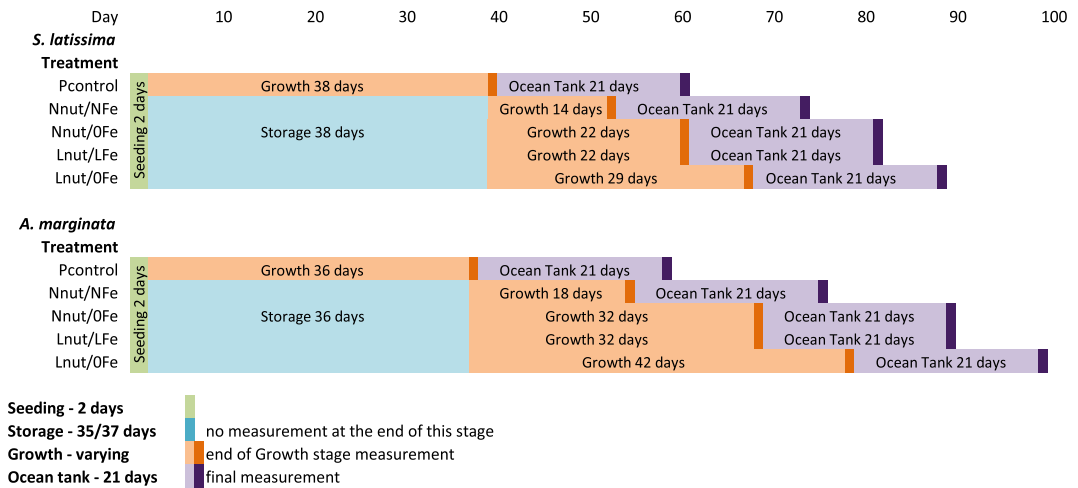 Day 10 20 30 40 50 60 70 80 90 100
S. latissima
Treatment
Pcontrol Growth 38 days Ocean Tank 21 days
Nnut/NFe Growth 14 days Ocean Tank 21 days
Nnut/0Fe Storage 38 days Growth 22 days Ocean Tank 21 days
Lnut/LFe Growth 22 days Ocean Tank 21 days
Lnut/0Fe Growth 29 days Ocean Tank 21 days
Seeding 2 days
A. marginata
Treatment
Pcontrol Growth 36 days Ocean Tank 21 days
Nnut/NFe Growth 18 days Ocean Tank 21 days
Nnut/0Fe Storage 36 days Growth 32 days Ocean Tank 21 days
Lnut/LFe Growth 32 days Ocean Tank 21 days
Lnut/0Fe Growth 42 days Ocean Tank 21 days
Seeding 2 days
Seeding - 2 days
Storage - 35/37 days no measurement at the end of this stage
Growth - varying end of Growth stage measurement
Ocean tank - 21 days final measurement